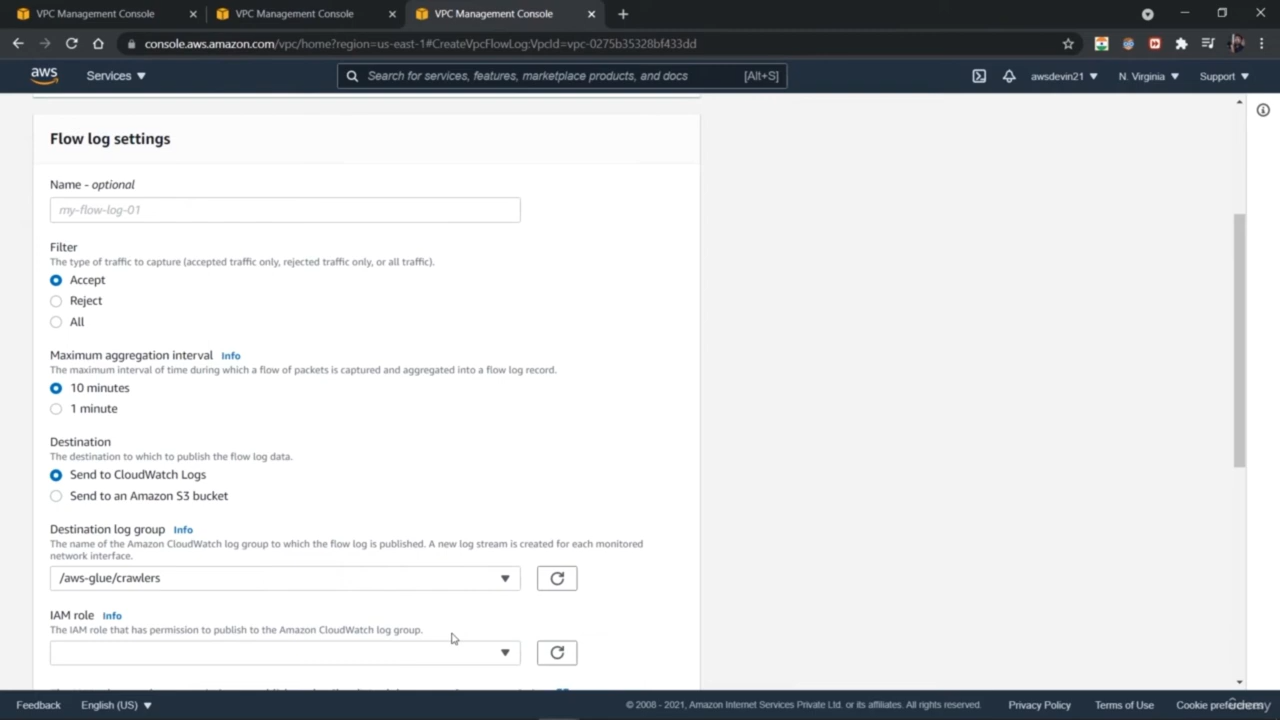 VPC Management Console
VPC Management Console
VPC Management Console
console.aws.amazon.com/vpc/home?region=us-east-1#CreateVpcFlowLog:VpcId=vpc-0275b35328bf433dd
aws
Services
Search for services, features, marketplace products, and docs
[Alt+S]
awsdevin21
N. Virginia
Support
Flow log settings
Name - optional
my-flow-log-01
Filter
The type of traffic to capture (accepted traffic only, rejected traffic only, or all traffic).
Accept
Reject
All
Maximum aggregation interval Info
The maximum interval of time during which a flow of packets is captured and aggregated into a flow log record.
10 minutes
1 minute
Destination
The destination to which to publish the flow log data.
Send to CloudWatch Logs
Send to an Amazon S3 bucket
Destination log group Info
The name of the Amazon CloudWatch log group to which the flow log is published. A new log stream is created for each monitored
network interface.
/aws-glue/crawlers
IAM role Info
The IAM role that has permission to publish to the Amazon CloudWatch log group.
Feedback
English (US)
© 2008 - 2021, Amazon Internet Services Private Ltd. or its affiliates. All rights reserved.
Privacy Policy
Terms of Use
Cookie preferences